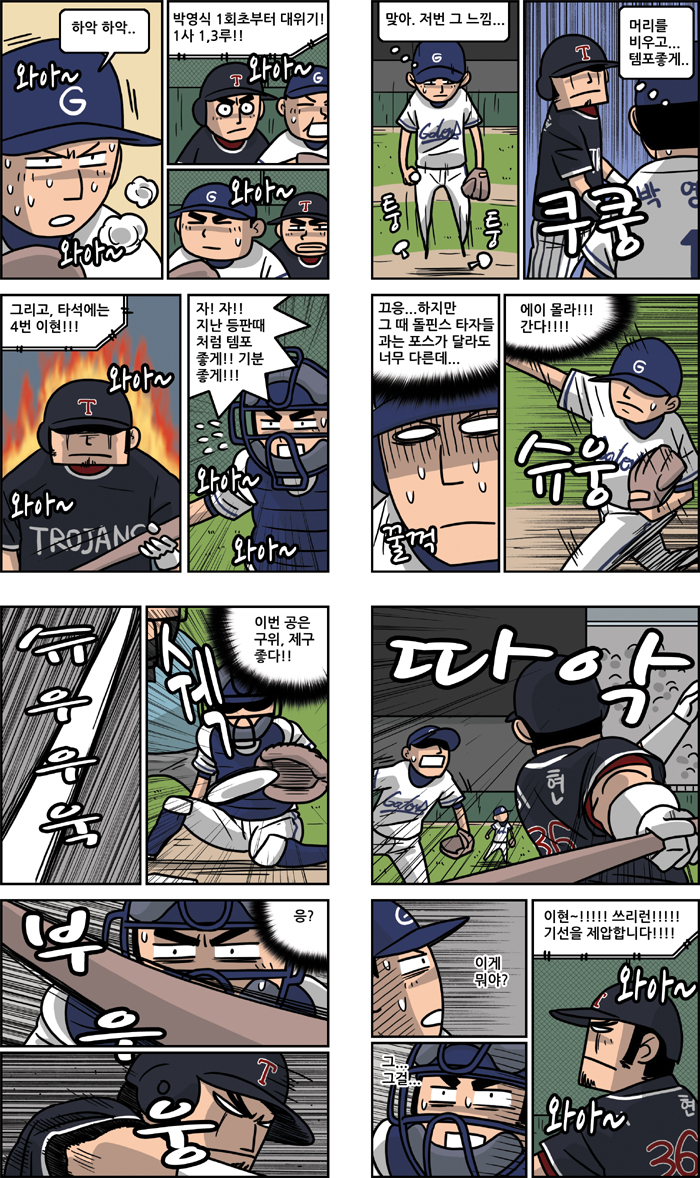 하악 하악..
와아~
G
와아~
박영식 1회초부터 대위기!
1사 1,3루!!
와아~
T
G
G
와아~
T
맞아. 저번 그 느낌...
G
Gators
퉁
퉁
머리를
비우고...
템포좋게..
T
쿠쿵
박 영
1
그리고, 타석에는
4번 이현!!!
와아~
T
와아~
TROJANS
자! 자!!
지난 등판때
처럼 템포
좋게!! 기분
좋게!!!
와아~
와아~
끄응...하지만
그 때 돌핀스 타자들
과는 포스가 달라도
너무 다른데...
꿀꺽
에이 몰라!!!
간다!!!!
G
Gators
슈웅
슈
우
우
욱
이번 공은
구위, 제구
좋다!!
쉐
엑
따악
Gators
현
36
응?
부
우
웅
T
G
이게
뭐야?
그...
그걸...
이현~!!!!! 쓰리런!!!!!
기선을 제압합니다!!!!
와아~
T
와아~
현
36